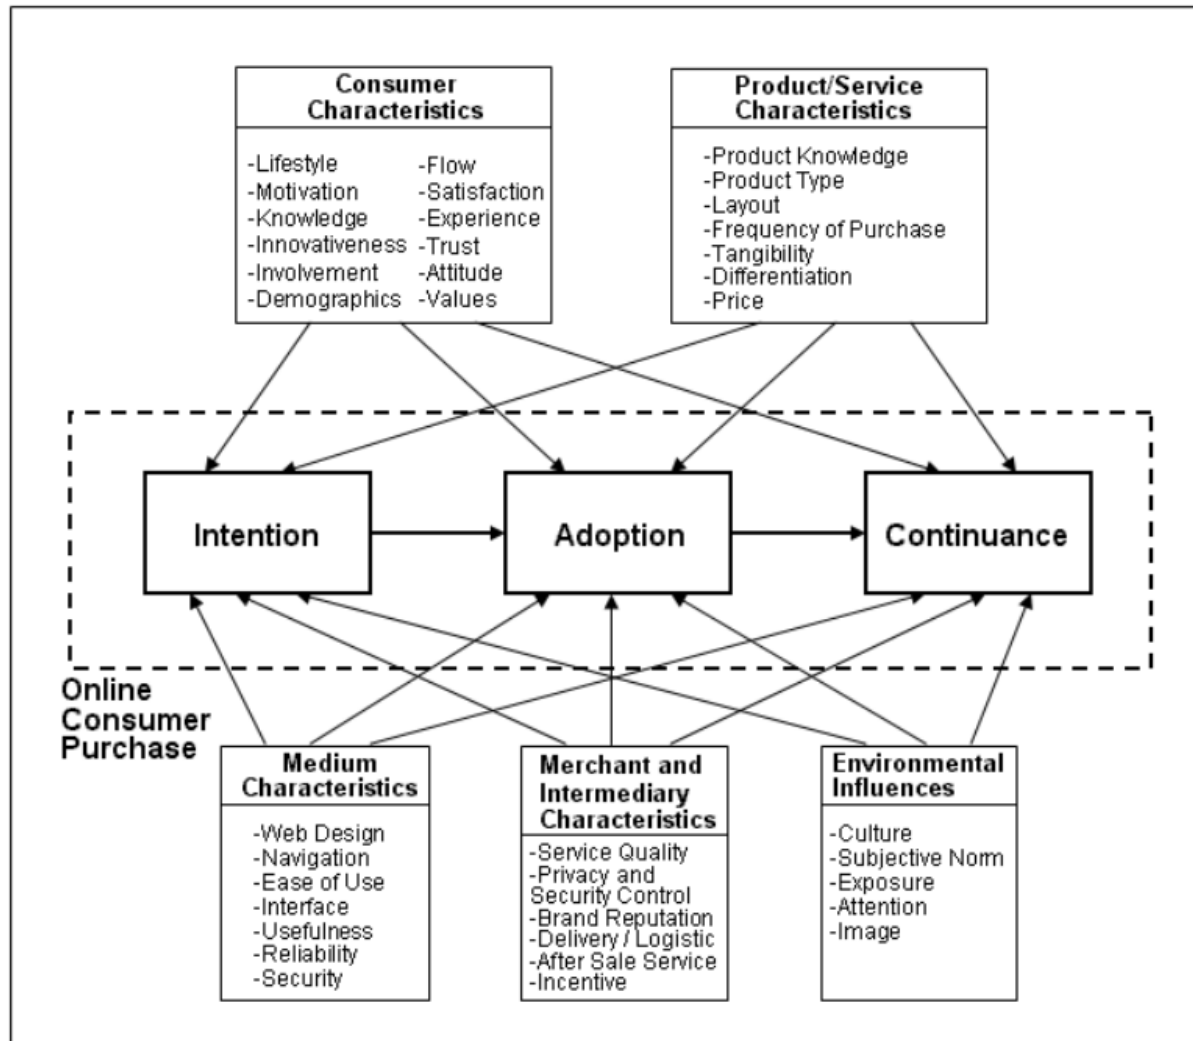 Consumer
Characteristics
-Lifestyle
-Motivation
-Knowledge
-Innovativeness
-Involvement
-Demographics
-Flow
-Satisfaction
-Experience
-Trust
-Attitude
-Values
Product/Service
Characteristics
-Product Knowledge
-Product Type
-Layout
-Frequency of Purchase
-Tangibility
-Differentiation
-Price
Intention
Adoption
Continuance
Online
Consumer
Purchase
Medium
Characteristics
-Web Design
-Navigation
-Ease of Use
-Interface
-Usefulness
-Reliability
-Security
Merchant and
Intermediary
Characteristics
-Service Quality
-Privacy and
Security Control
-Brand Reputation
-Delivery / Logistic
-After Sale Service
-Incentive
Environmental
Influences
-Culture
-Subjective Norm
-Exposure
-Attention
-Image